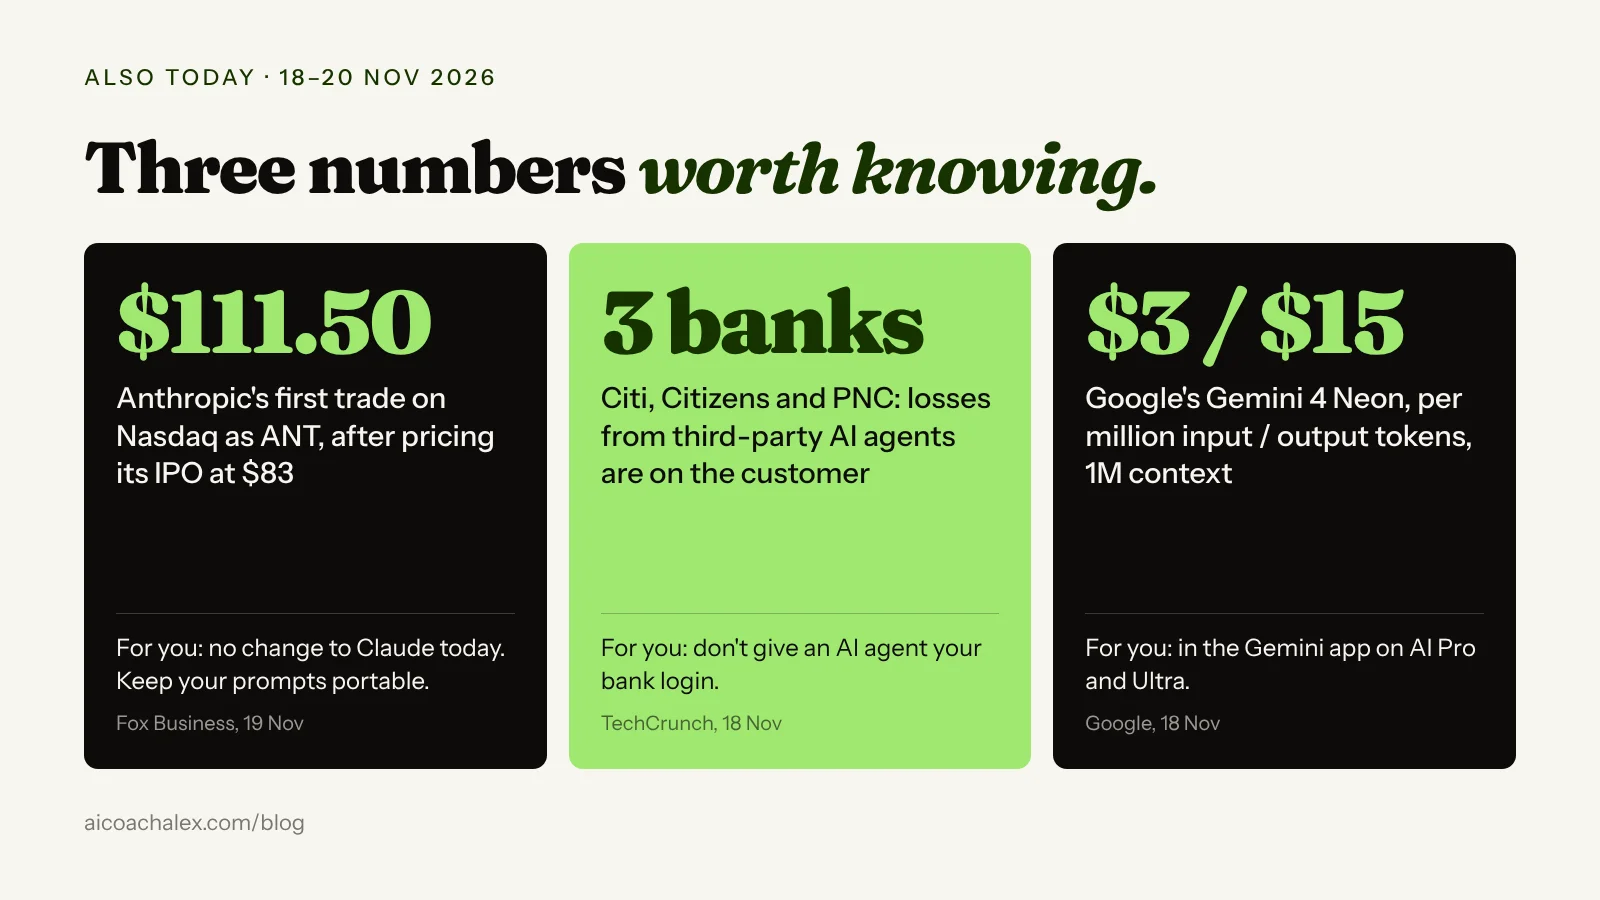 ALSO TODAY · 18–20 NOV 2026
Three numbers worth knowing.
$111.50
Anthropic's first trade on
Nasdaq as ANT, after pricing
its IPO at $83
For you: no change to Claude today.
Keep your prompts portable.
Fox Business, 19 Nov
3 banks
Citi, Citizens and PNC: losses
from third-party AI agents
are on the customer
For you: don't give an AI agent your
bank login.
TechCrunch, 18 Nov
$3 / $15
Google's Gemini 4 Neon, per
million input / output tokens,
1M context
For you: in the Gemini app on AI Pro
and Ultra.
Google, 18 Nov
aicoachalex.com/blog